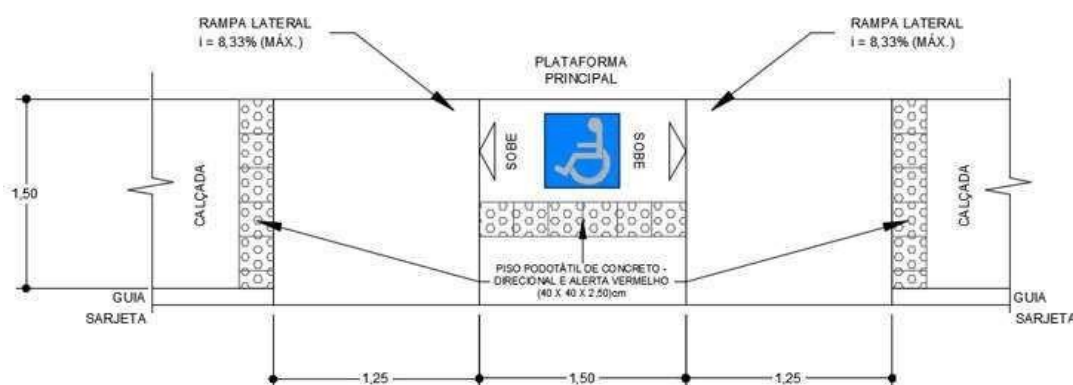 RAMPA LATERAL
i = 8,33% (MÁX.)
RAMPA LATERAL
i = 8,33% (MÁX.)
PLATAFORMA
PRINCIPAL
SOBE
SOBE
1,50
CALÇADA
CALÇADA
PISO PODOTÁTIL DE CONCRETO -
DIRECIONAL E ALERTA VERMELHO
(40 X 40 X 2,50)cm
GUIA
SARJETA
GUIA
SARJETA
1,25
1,50
1,25